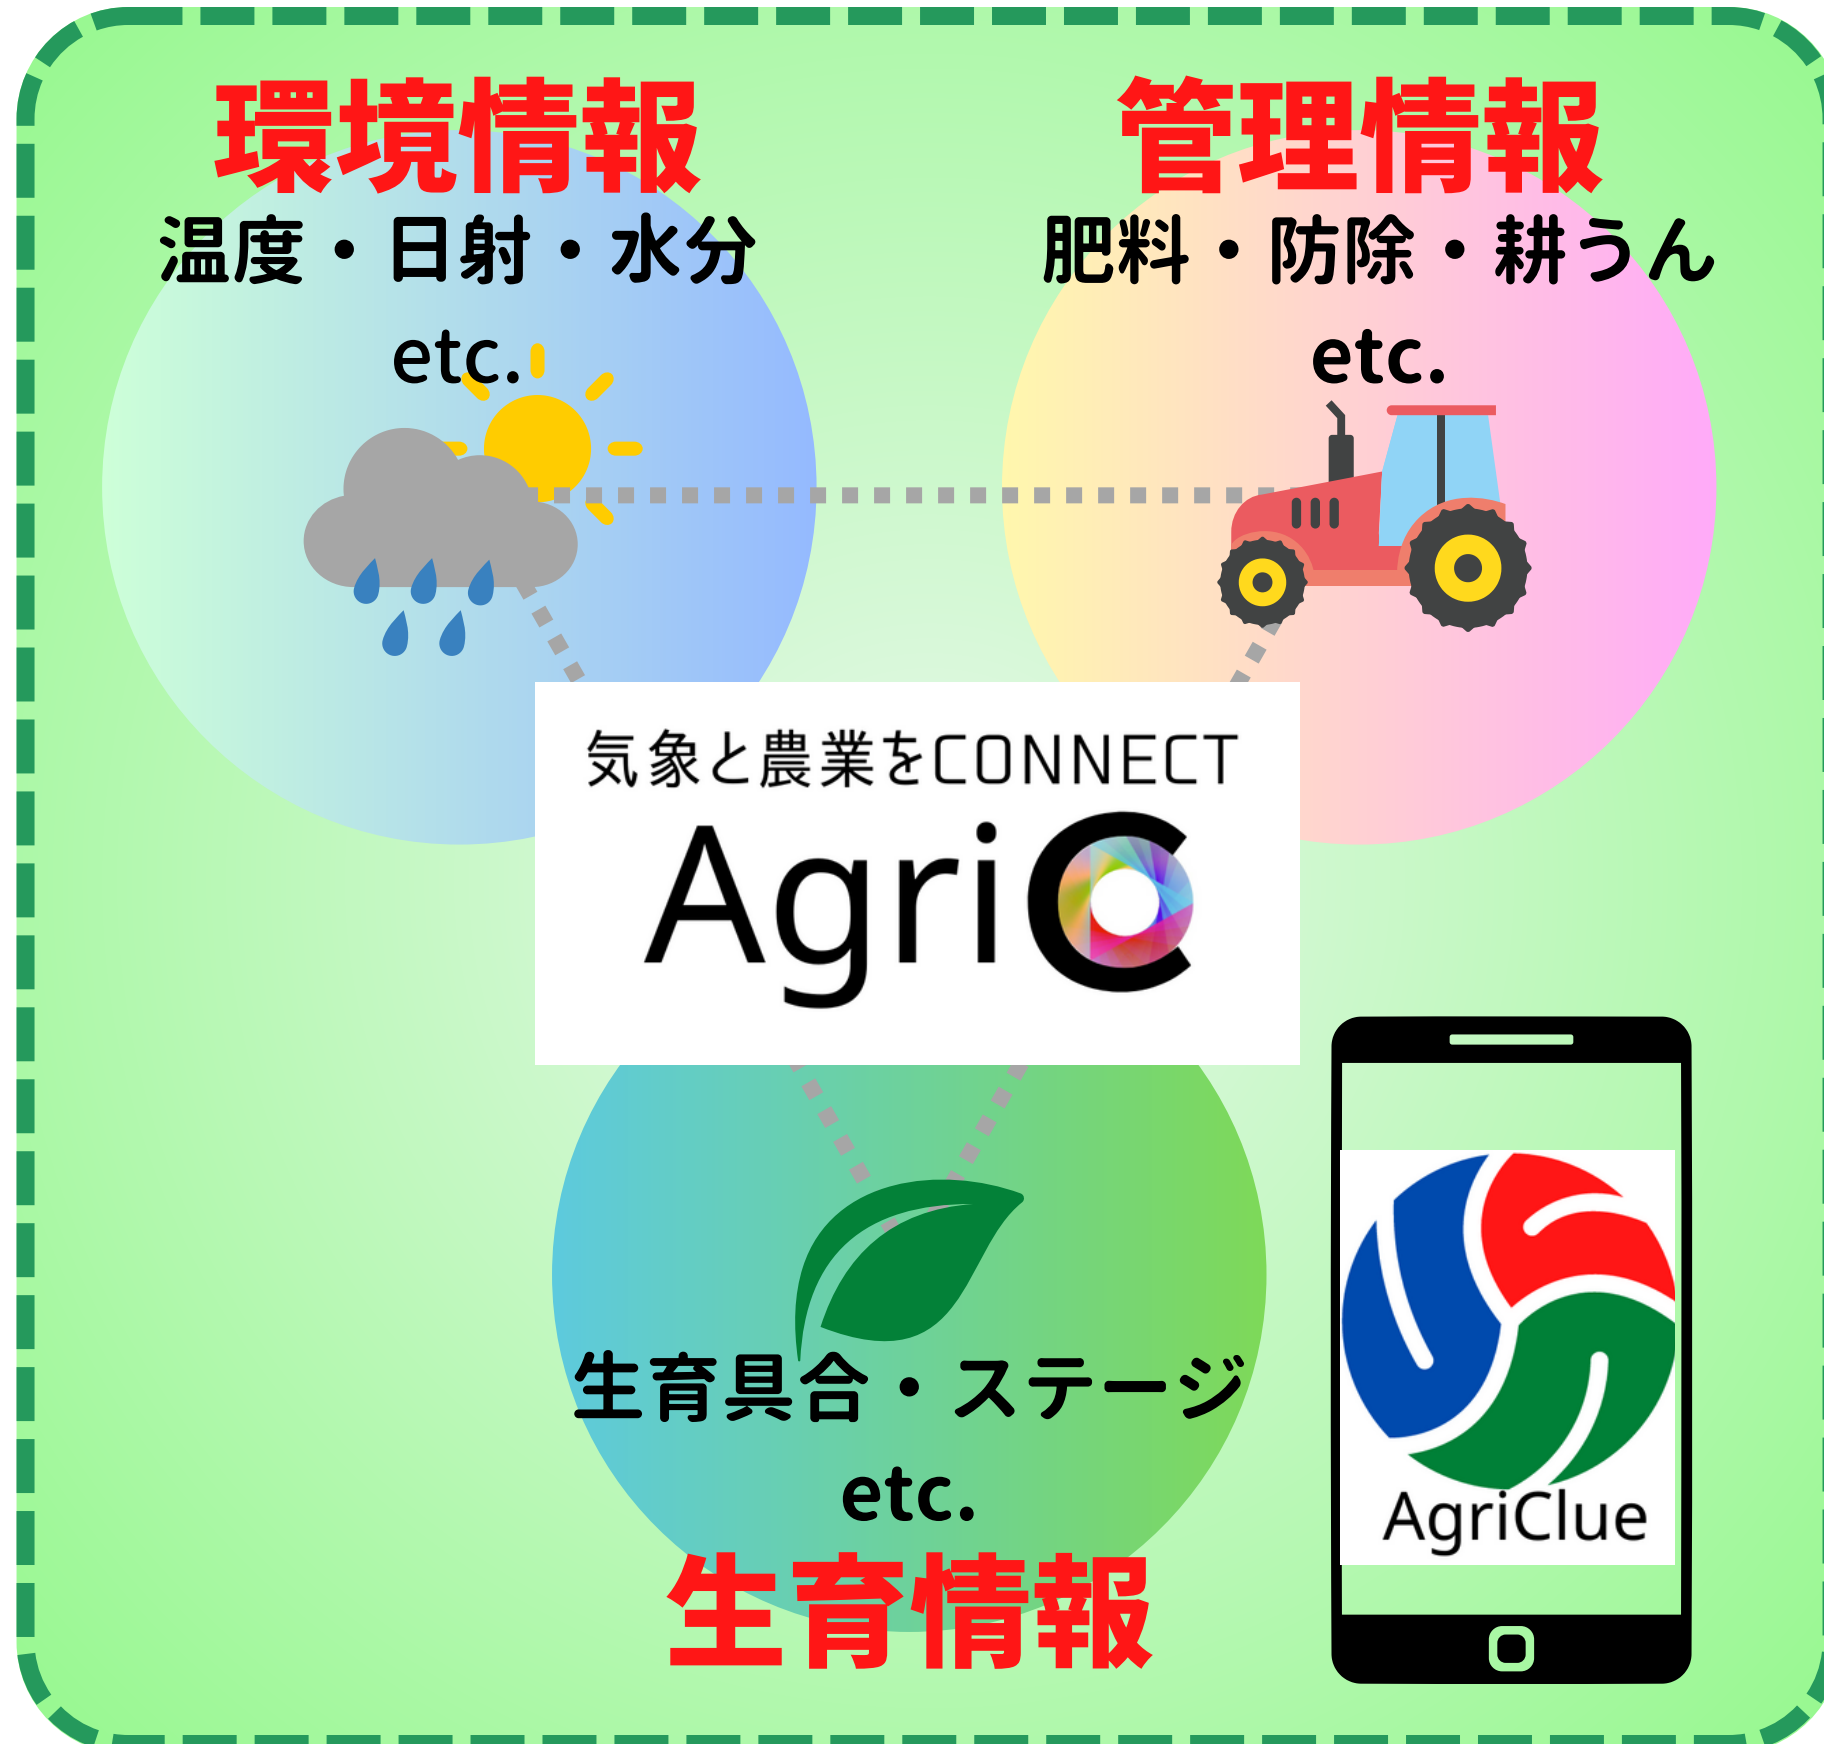 環境情報
温度・日射・水分
etc.
管理情報
肥料・防除・耕うん
etc.
気象と農業をCONNECT
AgriC
生育具合・ステージ
etc.
生育情報
AgriClue